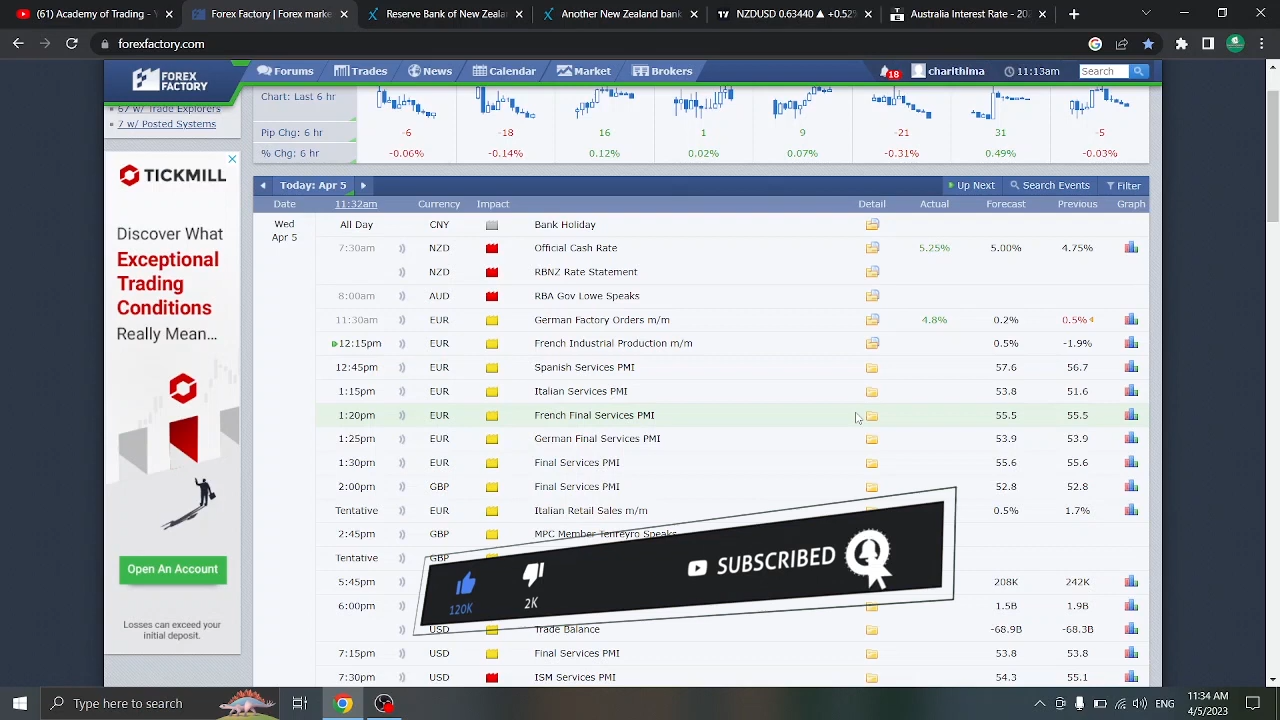 (61) Academy of Trading - Yo
Forex Factory | Forex markets fo
Reserve Bank of New Zealand
Another New Zealand bank
NZDUSD 0.63440 ▲ +0.52%
Australia Interest Rate - 202
forexfactory.com
FOREX FACTORY
Forums Trades News Calendar Market Brokers 18 charithima 11:13am Search
67 w/ Trade Explorers
7 w/ Posted Systems
Chart: Last 6 hr
Pip Chg: 6 hr -6 -18 16 1 9 -21 31 -5
% Chg: 6 hr -0.06% -0.14% 0.12% 0.02% 0.07% -0.31% 0.49% -0.03%
TICKMILL
Discover What
Exceptional
Trading
Conditions
Really Mean...
Open An Account
Losses can exceed your
initial deposit.
Today: Apr 5 Up Next Search Events Filter
Date 11:32am Currency Impact Detail Actual Forecast Previous Graph
Wed
Apr 5
All Day CNY Bank Holiday
7:30am NZD Official Cash Rate 5.25% 5.00% 4.75%
NZD RBNZ Rate Statement
8:00am AUD RBA Gov Lowe Speaks
11:30am EUR German Factory Orders m/m 4.8% 0.2% 0.5%
12:15pm EUR French Industrial Production m/m 0.5% -1.9%
12:45pm EUR Spanish Services PMI 57.6 56.7
1:15pm EUR Italian Services PMI 53.8 51.6
1:20pm EUR French Final Services PMI 55.5 55.5
1:25pm EUR German Final Services PMI 53.9 53.9
1:30pm EUR Final Services PMI 55.6 55.6
2:00pm GBP Final Services PMI 52.8 52.8
Tentative EUR Italian Retail Sales m/m 0.5% 1.7%
2:45pm GBP MPC Member Tenreyro Speaks
Tentative GBP
5:45pm 208K 242K
6:00pm 1.5B 1.9B
USD Trade Balance -68.9B -68.3B
7:15pm USD Final Services PMI 53.8 53.8
7:30pm USD ISM Services PMI 54.3 55.1
120K 2K SUBSCRIBED
Type here to search
ENG
11:34 AM
4/5/2023